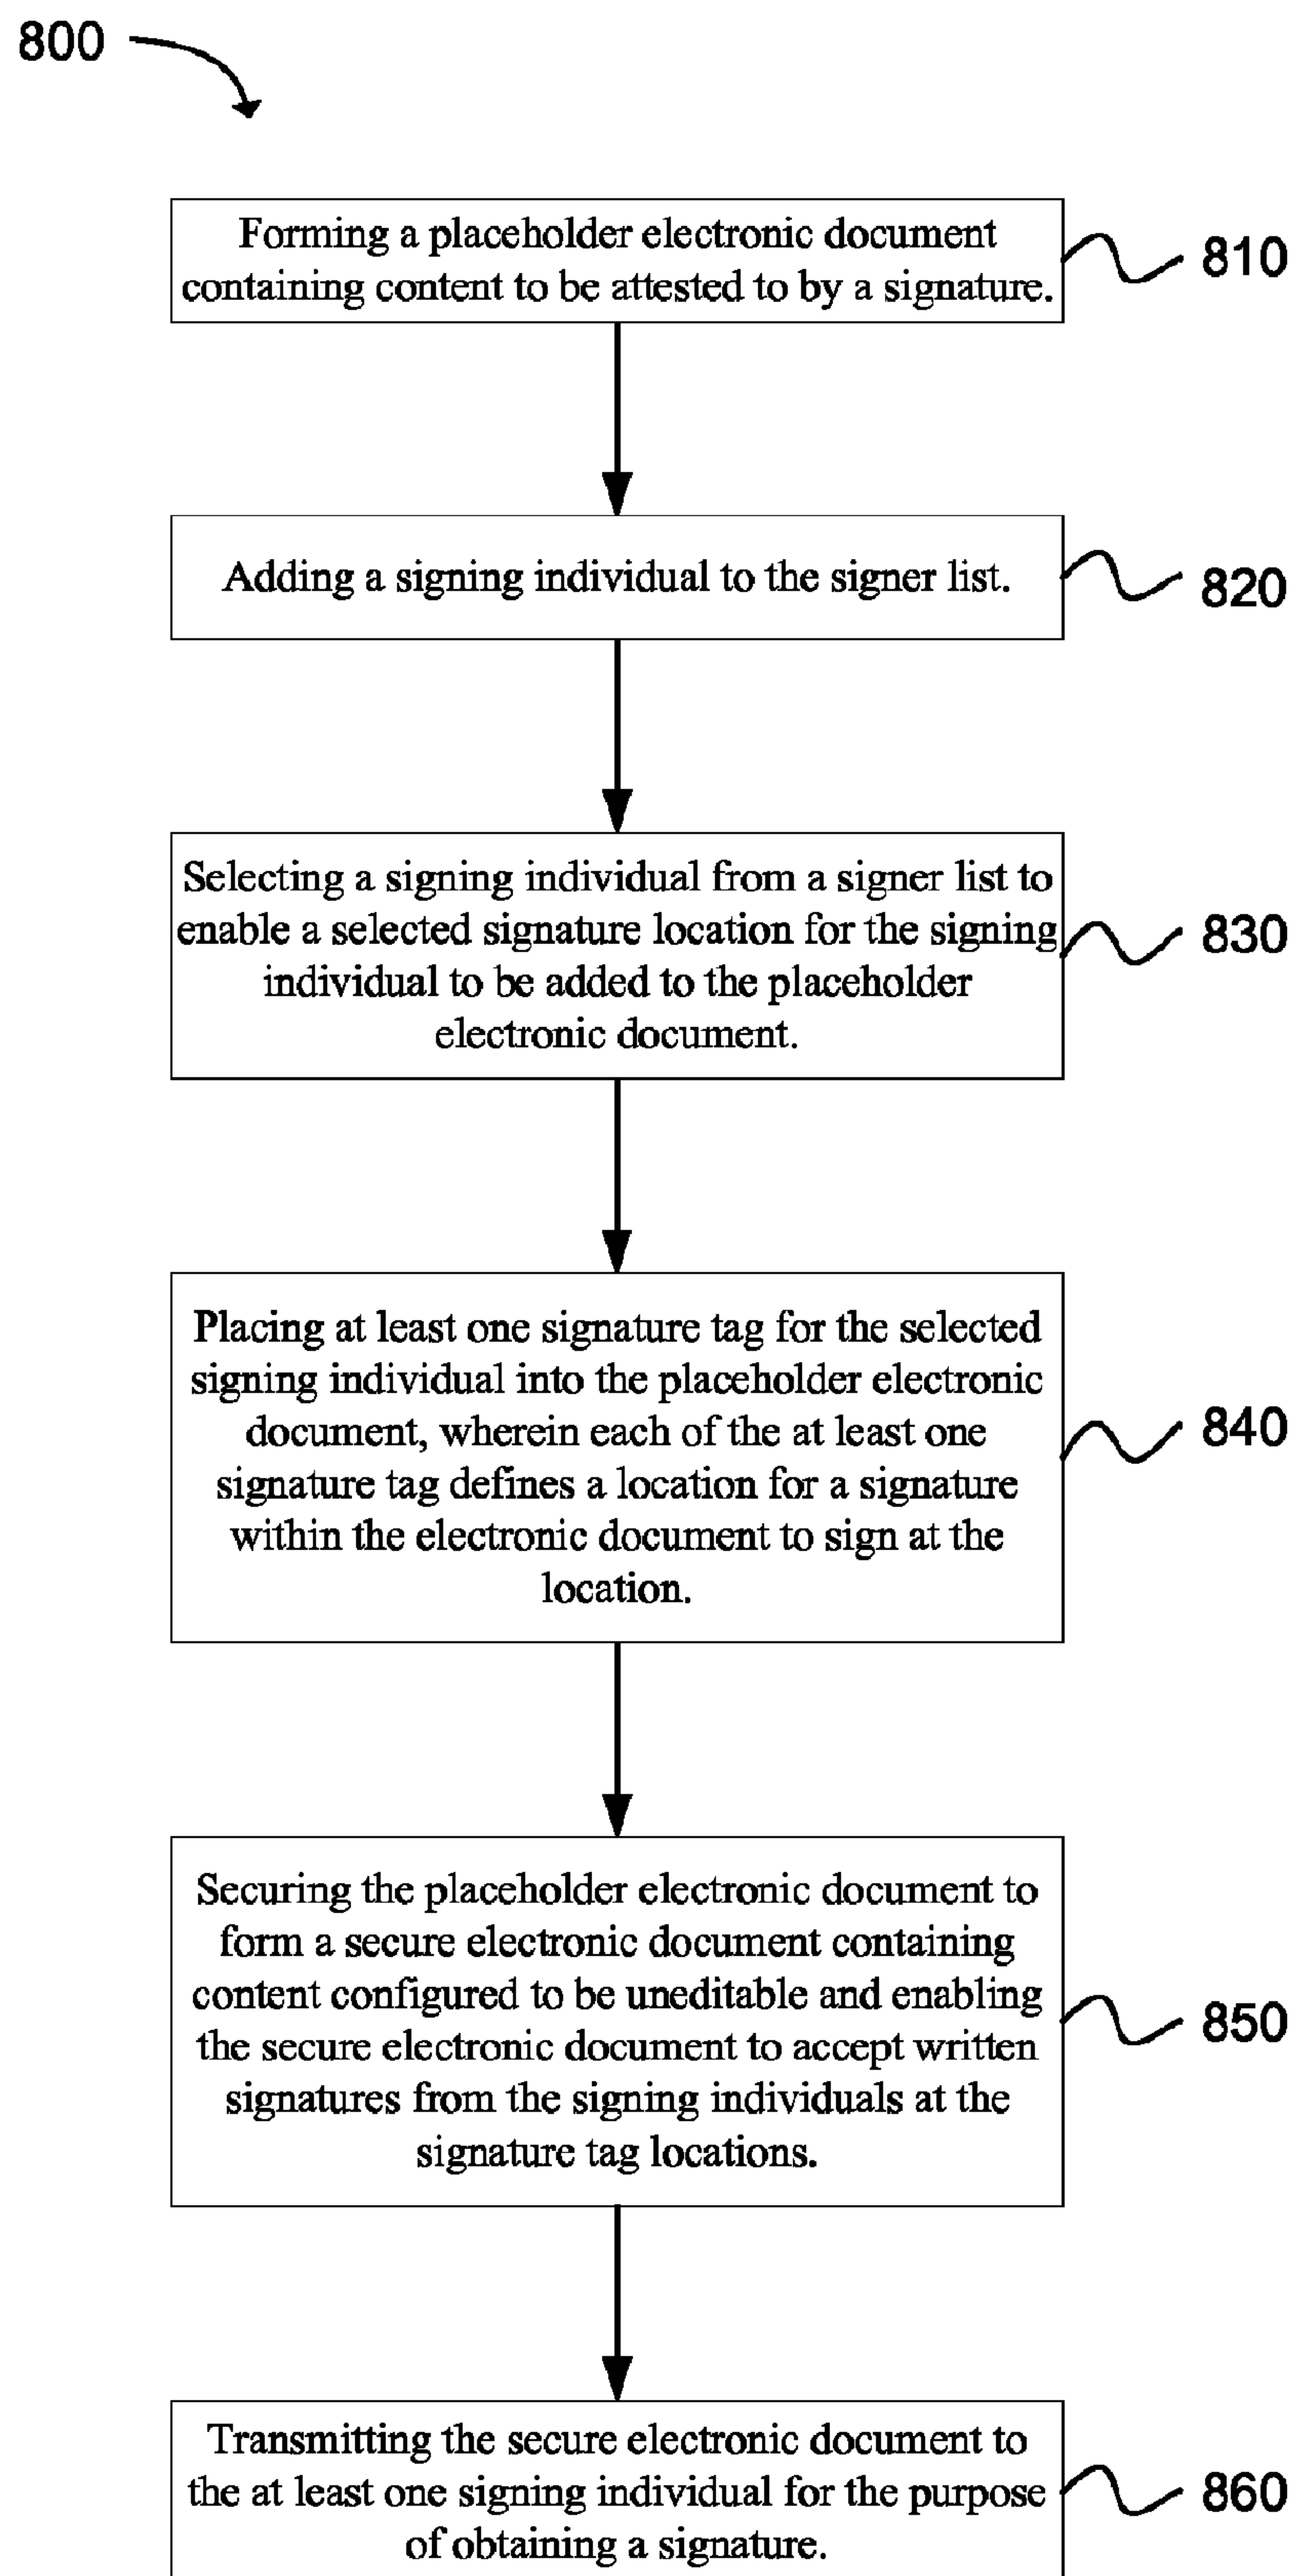 800
Forming a placeholder electronic document
containing content to be attested to by a signature.
810
Adding a signing individual to the signer list.
820
Selecting a signing individual from a signer list to
enable a selected signature location for the signing
individual to be added to the placeholder
electronic document.
830
Placing at least one signature tag for the selected
signing individual into the placeholder electronic
document, wherein each of the at least one
signature tag defines a location for a signature
within the electronic document to sign at the
location.
840
Securing the placeholder electronic document to
form a secure electronic document containing
content configured to be uneditable and enabling
the secure electronic document to accept written
signatures from the signing individuals at the
signature tag locations.
850
Transmitting the secure electronic document to
the at least one signing individual for the purpose
of obtaining a signature.
860